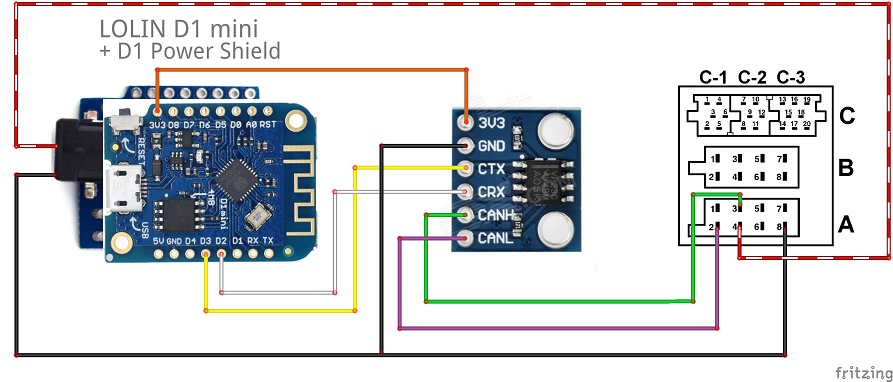 LOLIN D1 mini
+ D1 Power Shield
3V3 D8 D7 D6 D5 D0 A0 RST
RESET
USB
4MB
D1 mini
5V GND D4 D3 D2 D1 RX TX
3V3
GND
CTX
CRX
CANH
CANL
C-1 C-2 C-3
1 4 7 10 13 16 19
3 6 9 12 15 18
2 5 8 11 14 17 20
C
1 3 5 7
2 4 6 8
B
1 3 5 7
2 4 6 8
A
fritzing